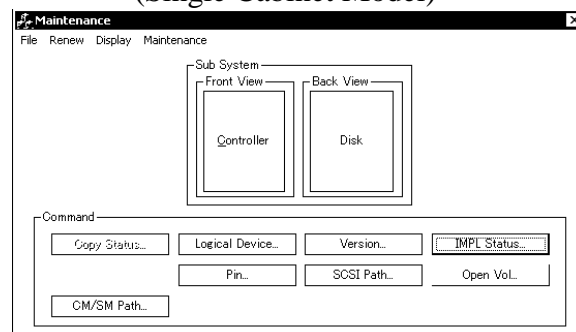 (Single Cabinet Model)
Maintenance
File Renew Display Maintenance
Sub System
Front View Back View
Controller Disk
Command
Copy Status... Logical Device... Version... IMPL Status...
Pin... SCSI Path... Open Vol...
CM/SM Path...